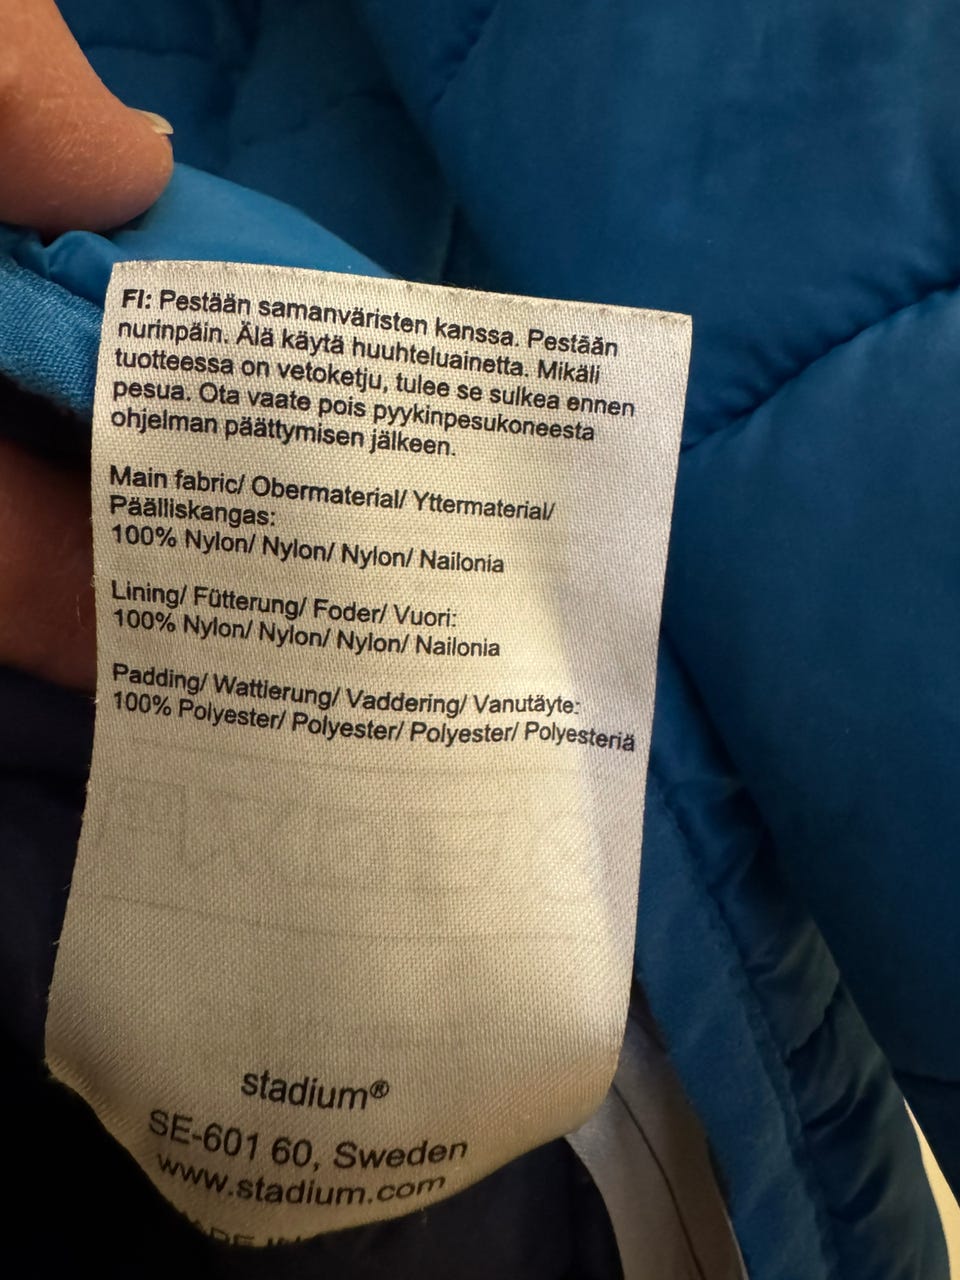 FI: Pestään samanväristen kanssa. Pestään
nurinpäin. Älä käytä huuhteluainetta. Mikäli
tuotteessa on vetoketju, tulee se sulkea ennen
pesua. Ota vaate pois pyykinpesukoneesta
ohjelman päättymisen jälkeen.
Main fabric/ Obermaterial/ Yttermaterial/
Päälliskangas:
100% Nylon/ Nylon/ Nylon/ Nailonia
Lining/ Fütterung/ Foder/ Vuori:
100% Nylon/ Nylon/ Nylon/ Nailonia
Padding/ Wattierung/ Vaddering/ Vanutäyte:
100% Polyester/ Polyester/ Polyester/ Polyesteriä
stadium®
SE-601 60, Sweden
www.stadium.com